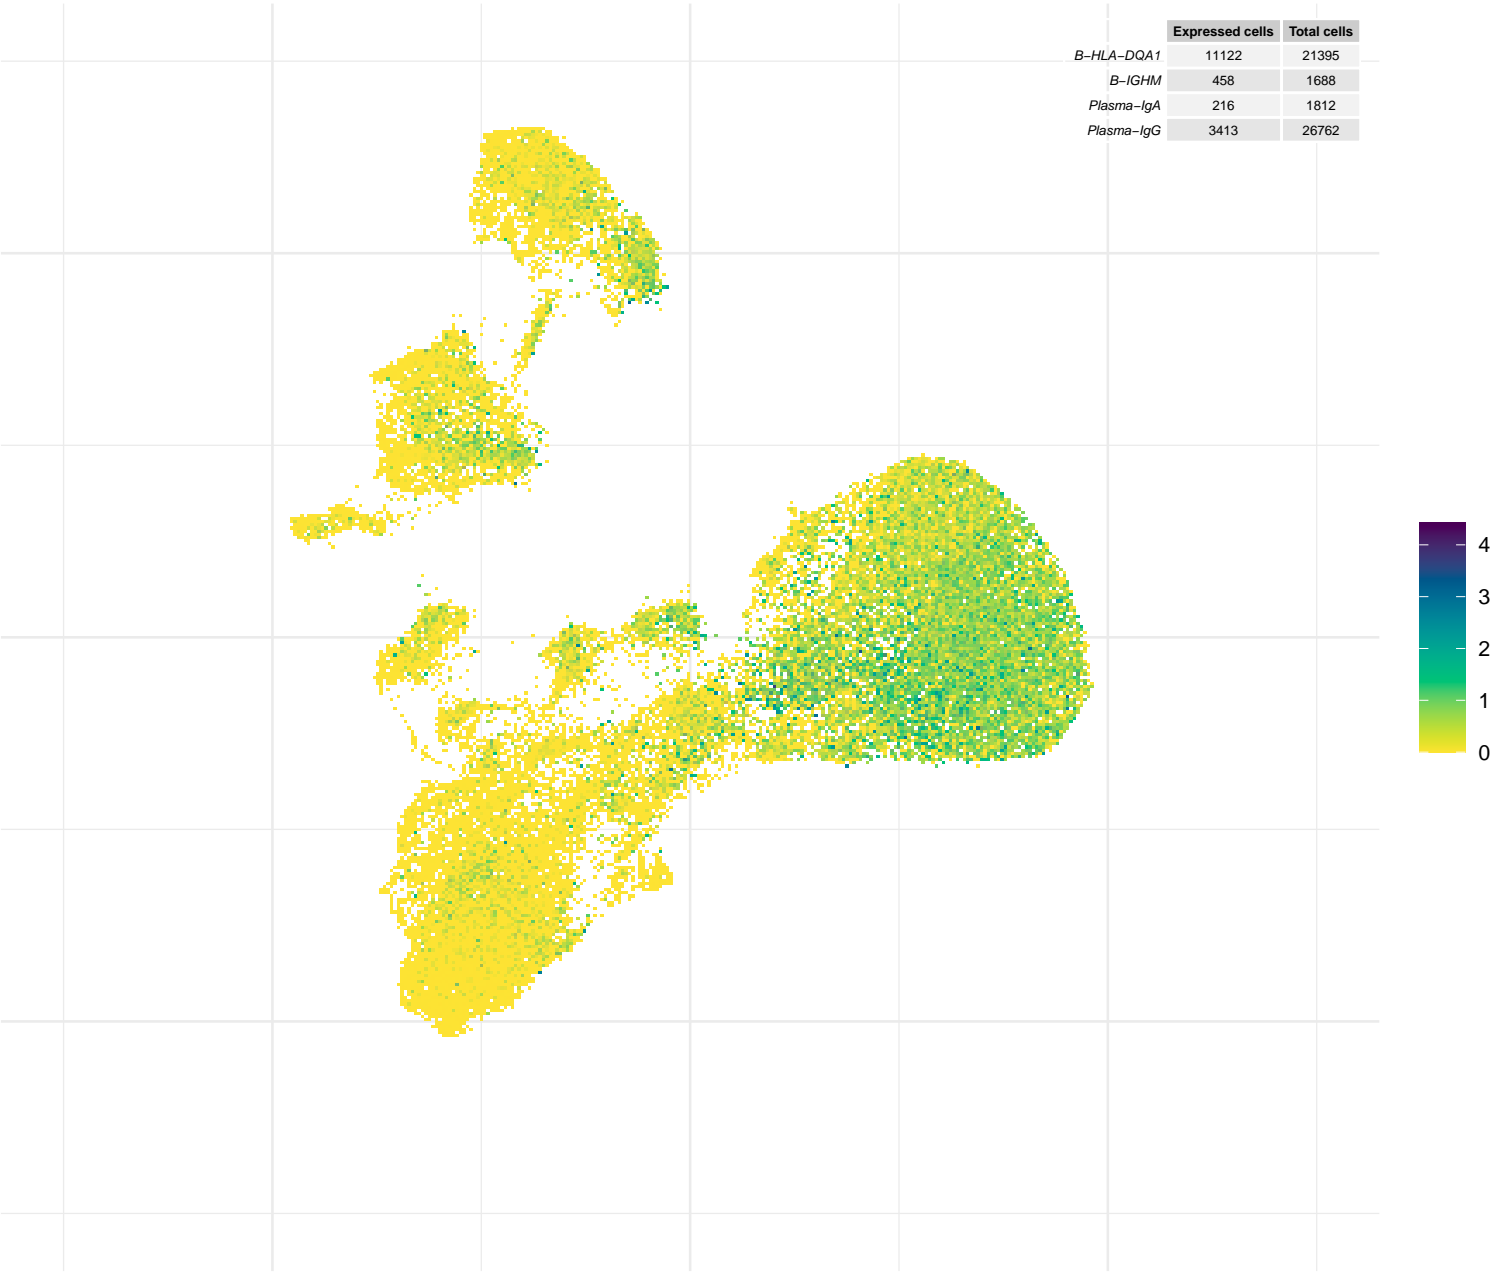 Expressed cells Total cells
B−HLA−DQA1 11122 21395
B−IGHM 458 1688
Plasma−IgA 216 1812
Plasma−IgG 3413 26762
4
3
2
1
0